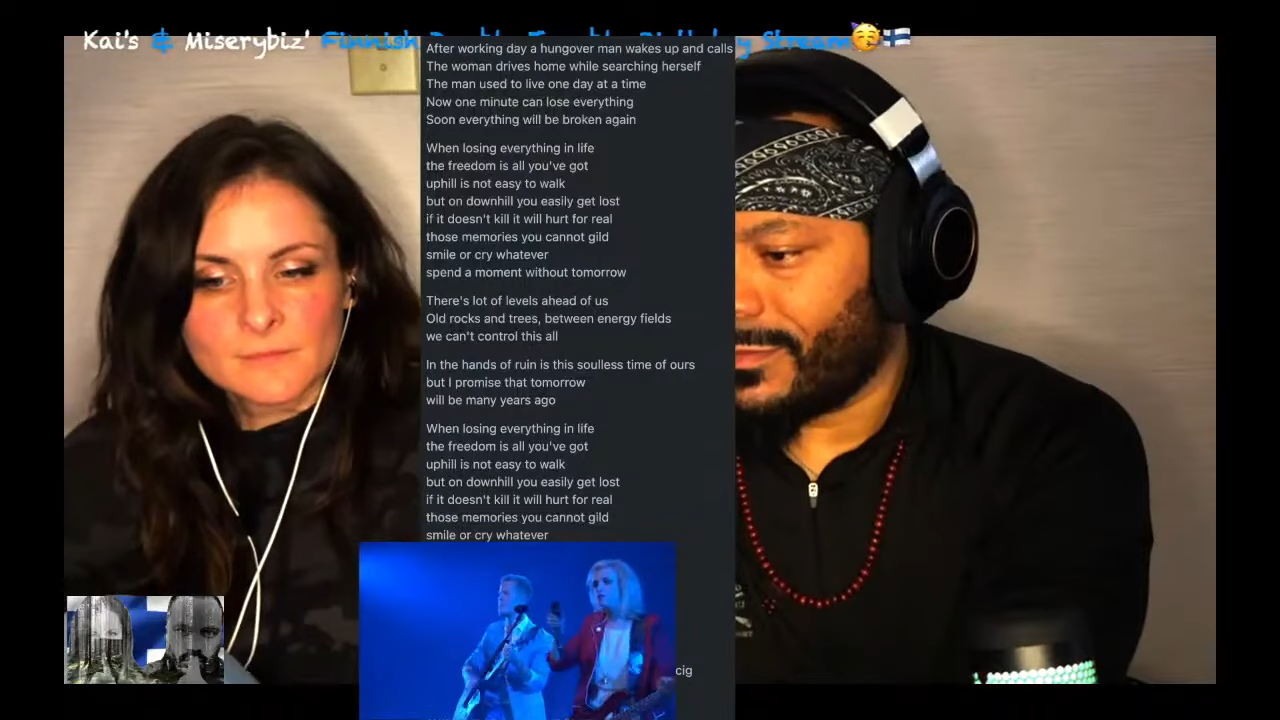 Kai's & Miserybiz' Finnish Birthday Stream
After working day a hungover man wakes up and calls
The woman drives home while searching herself
The man used to live one day at a time
Now one minute can lose everything
Soon everything will be broken again
When losing everything in life
the freedom is all you've got
uphill is not easy to walk
but on downhill you easily get lost
if it doesn't kill it will hurt for real
those memories you cannot gild
smile or cry whatever
spend a moment without tomorrow
There's lot of levels ahead of us
Old rocks and trees, between energy fields
we can't control this all
In the hands of ruin is this soulless time of ours
but I promise that tomorrow
will be many years ago
When losing everything in life
the freedom is all you've got
uphill is not easy to walk
but on downhill you easily get lost
if it doesn't kill it will hurt for real
those memories you cannot gild
smile or cry whatever
cig